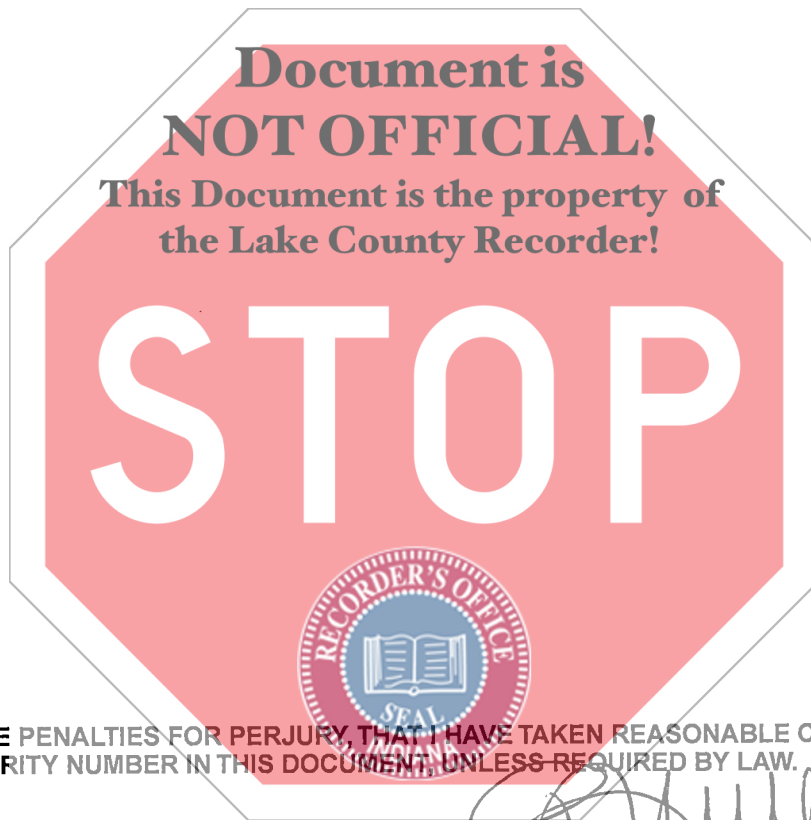 Document is
NOT OFFICIAL!
This Document is the property of
the Lake County Recorder!
STOP
RECORDER'S OFFICE
SEAL
INDIANA
PENALTIES FOR PERJURY, THAT I HAVE TAKEN REASONABLE
NUMBER IN THIS DOCUMENT, UNLESS REQUIRED BY LAW.